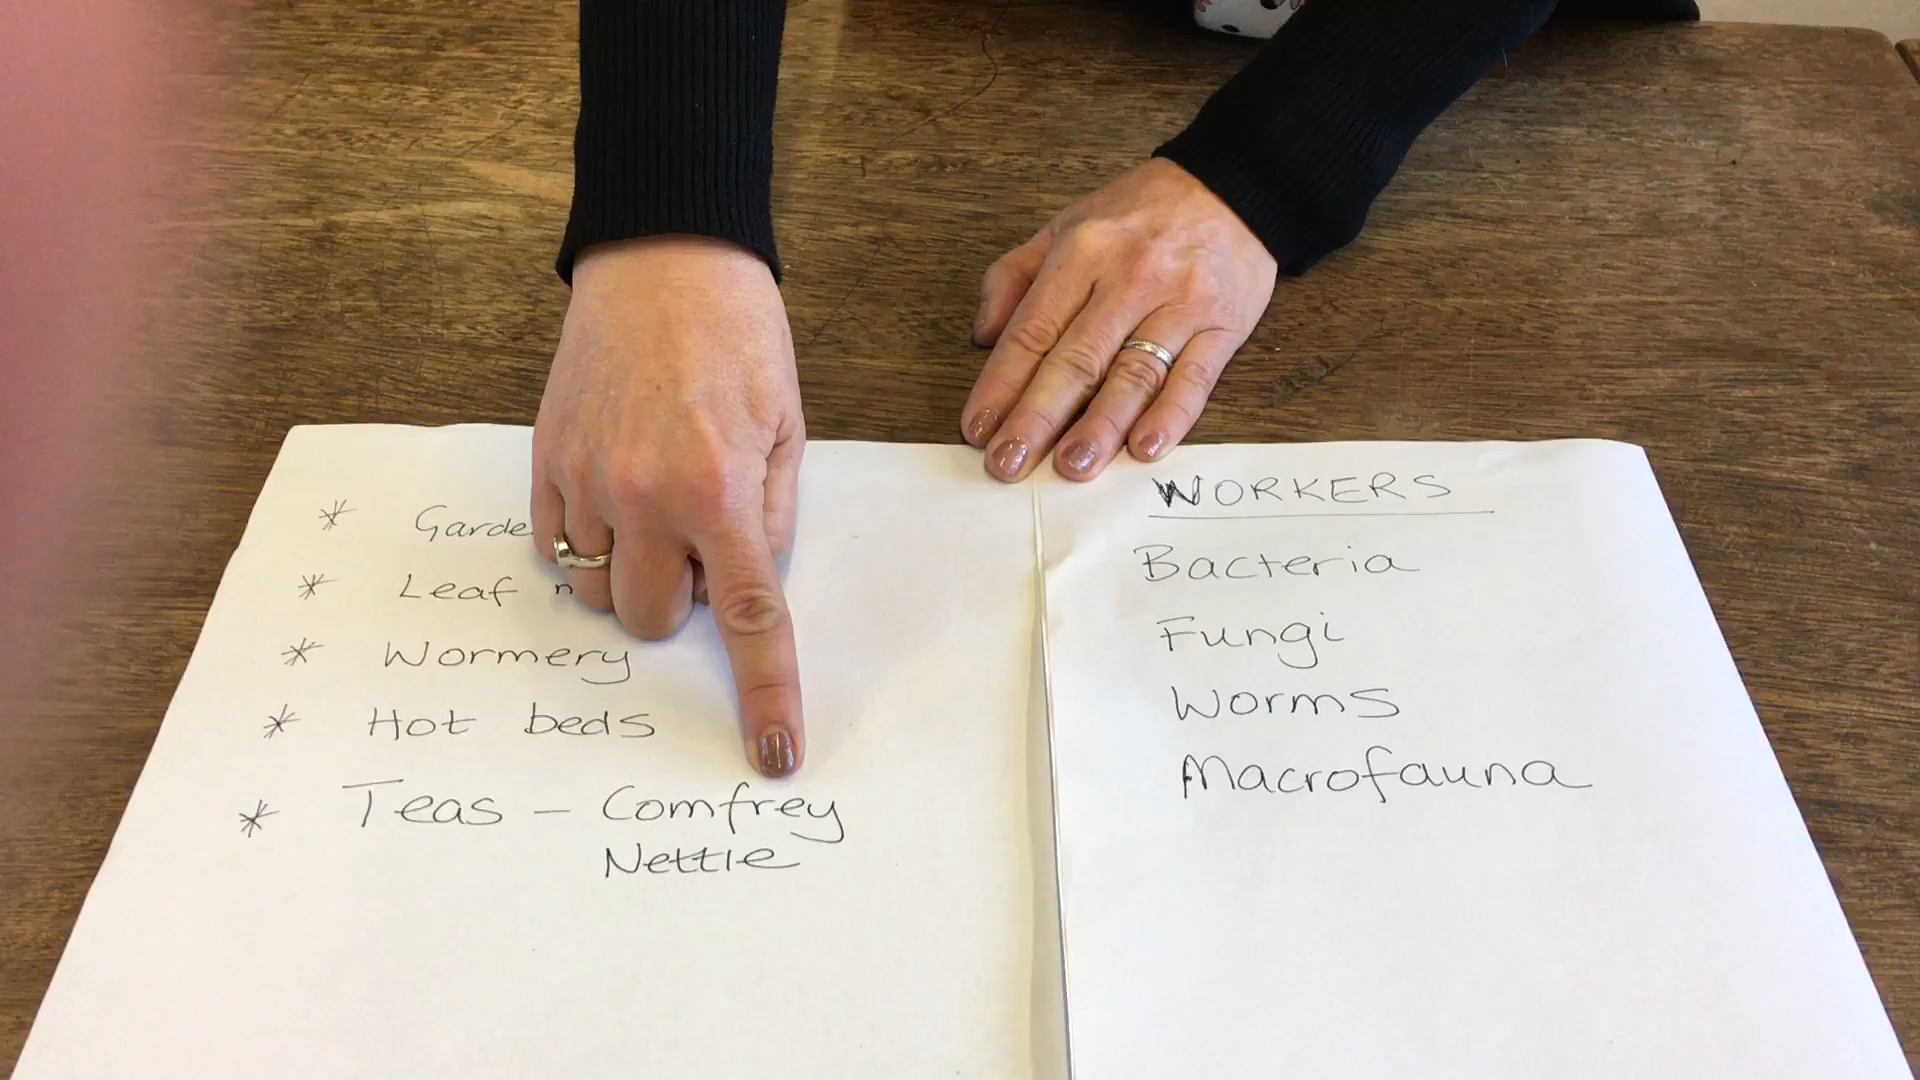 * Garde
* Leaf
* Wormery
* Hot beds
* Teas – Comfrey
Nettle
WORKERS
Bacteria
Fungi
Worms
Macrofauna